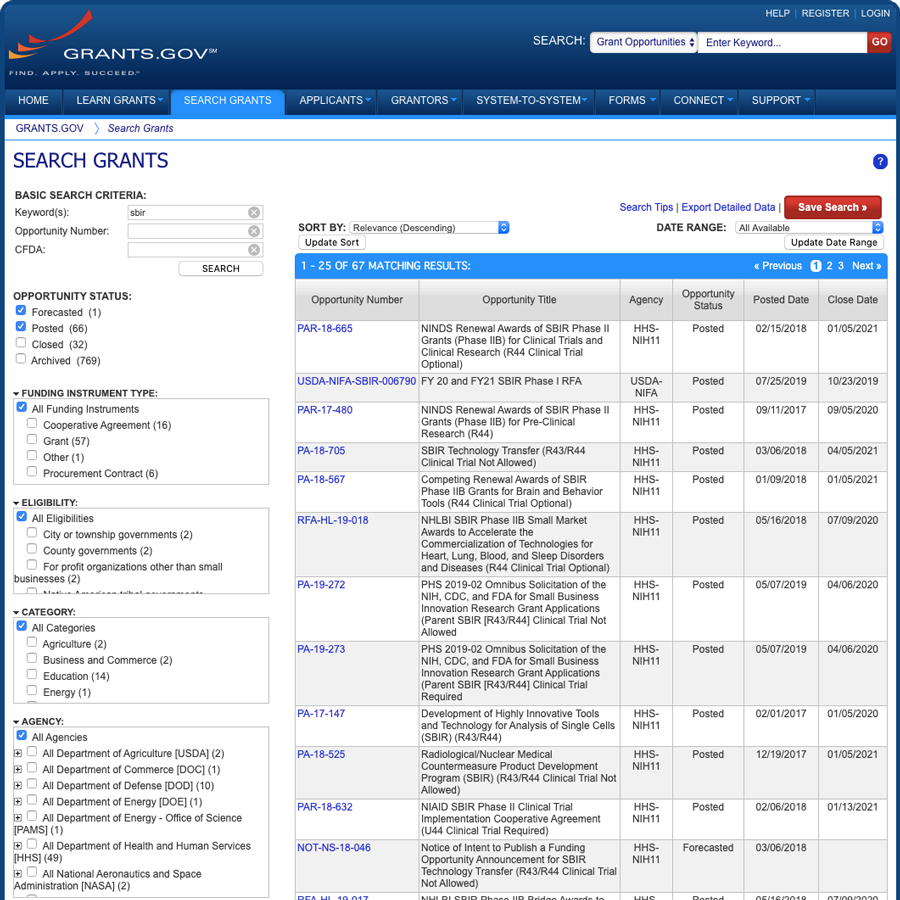 HELP | REGISTER | LOGIN
GRANTS.GOV℠
FIND. APPLY. SUCCEED.℠
SEARCH: Grant Opportunities Enter Keyword... GO
HOME LEARN GRANTS SEARCH GRANTS APPLICANTS GRANTORS SYSTEM-TO-SYSTEM FORMS CONNECT SUPPORT
GRANTS.GOV Search Grants
SEARCH GRANTS
?
BASIC SEARCH CRITERIA:
Keyword(s): sbir
Opportunity Number:
CFDA:
SEARCH
OPPORTUNITY STATUS:
Forecasted (1)
Posted (66)
Closed (32)
Archived (769)
FUNDING INSTRUMENT TYPE:
All Funding Instruments
Cooperative Agreement (16)
Grant (57)
Other (1)
Procurement Contract (6)
ELIGIBILITY:
All Eligibilities
City or township governments (2)
County governments (2)
For profit organizations other than small
businesses (2)
CATEGORY:
All Categories
Agriculture (2)
Business and Commerce (2)
Education (14)
Energy (1)
AGENCY:
All Agencies
All Department of Agriculture [USDA] (2)
All Department of Commerce [DOC] (1)
All Department of Defense [DOD] (10)
All Department of Energy [DOE] (1)
All Department of Energy - Office of Science
[PAMS] (1)
All Department of Health and Human Services
[HHS] (49)
All National Aeronautics and Space
Administration [NASA] (2)
Search Tips | Export Detailed Data | Save Search »
SORT BY: Relevance (Descending) DATE RANGE: All Available
Update Sort Update Date Range
1 - 25 OF 67 MATCHING RESULTS: « Previous 1 2 3 Next »
Opportunity Number Opportunity Title Agency Opportunity Status Posted Date Close Date
PAR-18-665 NINDS Renewal Awards of SBIR Phase II HHS- Posted 02/15/2018 01/05/2021
Grants (Phase IIB) for Clinical Trials and NIH11
Clinical Research (R44 Clinical Trial
Optional)
USDA-NIFA-SBIR-006790 FY 20 and FY21 SBIR Phase I RFA USDA- Posted 07/25/2019 10/23/2019
NIFA
PAR-17-480 NINDS Renewal Awards of SBIR Phase II HHS- Posted 09/11/2017 09/05/2020
Grants (Phase IIB) for Pre-Clinical NIH11
Research (R44)
PA-18-705 SBIR Technology Transfer (R43/R44 HHS- Posted 03/06/2018 04/05/2021
Clinical Trial Not Allowed) NIH11
PA-18-567 Competing Renewal Awards of SBIR HHS- Posted 01/09/2018 01/05/2021
Phase IIB Grants for Brain and Behavior NIH11
Tools (R44 Clinical Trial Optional)
RFA-HL-19-018 NHLBI SBIR Phase IIB Small Market HHS- Posted 05/16/2018 07/09/2020
Awards to Accelerate the NIH11
Commercialization of Technologies for
Heart, Lung, Blood, and Sleep Disorders
and Diseases (R44 Clinical Trial Optional)
PA-19-272 PHS 2019-02 Omnibus Solicitation of the HHS- Posted 05/07/2019 04/06/2020
NIH, CDC, and FDA for Small Business NIH11
Innovation Research Grant Applications
(Parent SBIR [R43/R44] Clinical Trial Not
Allowed
PA-19-273 PHS 2019-02 Omnibus Solicitation of the HHS- Posted 05/07/2019 04/06/2020
NIH, CDC, and FDA for Small Business NIH11
Innovation Research Grant Applications
(Parent SBIR [R43/R44] Clinical Trial
Required
PA-17-147 Development of Highly Innovative Tools HHS- Posted 02/01/2017 01/05/2020
and Technology for Analysis of Single Cells NIH11
(SBIR) (R43/R44)
PA-18-525 Radiological/Nuclear Medical HHS- Posted 12/19/2017 01/05/2021
Countermeasure Product Development NIH11
Program (SBIR) (R43/R44 Clinical Trial Not
Allowed)
PAR-18-632 NIAID SBIR Phase II Clinical Trial HHS- Posted 02/06/2018 01/13/2021
Implementation Cooperative Agreement NIH11
(U44 Clinical Trial Required)
NOT-NS-18-046 Notice of Intent to Publish a Funding HHS- Forecasted 03/06/2018
Opportunity Announcement for SBIR NIH11
Technology Transfer (R43/R44 Clinical Trial
Not Allowed)
RFA-HL-19-017 NHLBI SBIR Phase IIB Bridge Awards to HHS- Posted 05/16/2018 07/09/2020